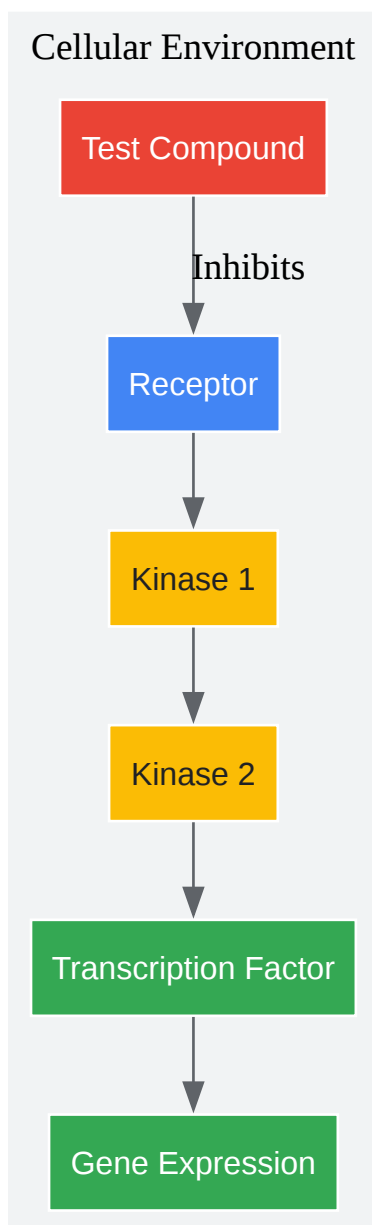 Cellular Environment
Test Compound
Inhibits
Receptor
Kinase 1
Kinase 2
Transcription Factor
Gene Expression